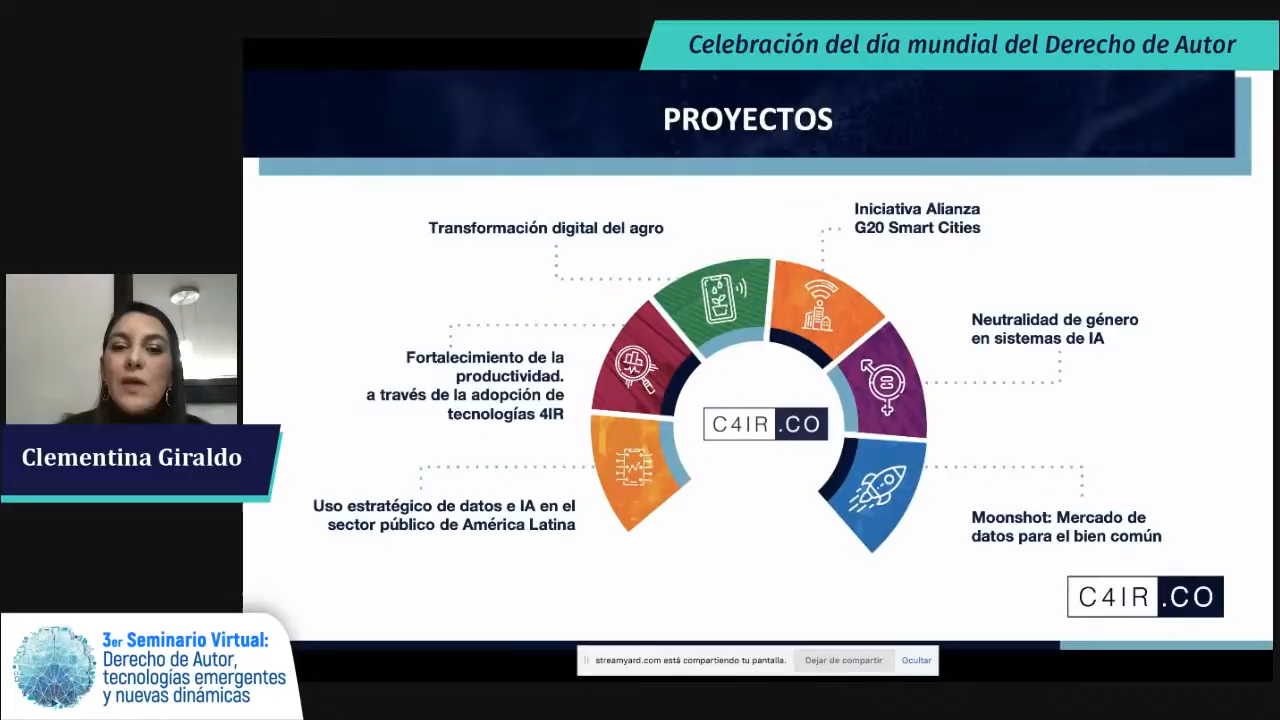 Celebración del día mundial del Derecho de Autor
PROYECTOS
Transformación digital del agro
Iniciativa Alianza
G20 Smart Cities
Neutralidad de género
en sistemas de IA
Fortalecimiento de la
productividad.
a través de la adopción de
tecnologías 4IR
C4IR.CO
Uso estratégico de datos e IA en el
sector público de América Latina
Moonshot: Mercado de
datos para el bien común
C4IR.CO
Clementina Giraldo
3er Seminario Virtual:
Derecho de Autor,
tecnologías emergentes
y nuevas dinámicas
streamyard.com está compartiendo tu pantalla. Dejar de compartir Ocultar